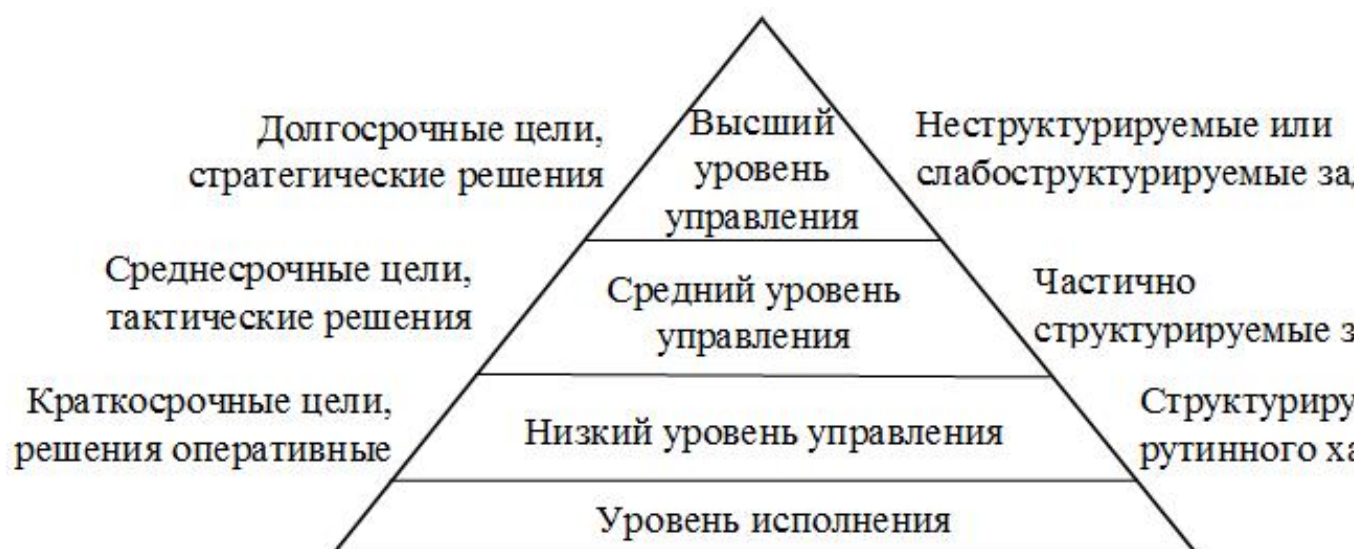 Долгосрочные цели,
стратегические решения
Высший
уровень
управления
Неструктурируемые или
слабоструктурируемые
Среднесрочные цели,
тактические решения
Средний уровень
управления
Частично
структурируемые
Краткосрочные цели,
решения оперативные
Низкий уровень управления
рутинного
Уровень исполнения